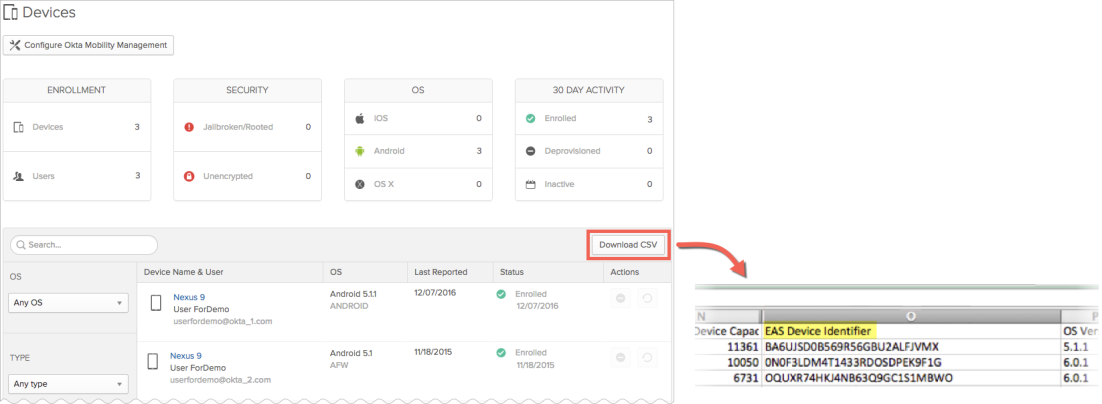 Devices
Configure Okta Mobility Management
ENROLLMENT
Devices 3
Users 3
SECURITY
Jailbroken/Rooted 0
Unencrypted 0
OS
iOS 0
Android 3
OS X 0
30 DAY ACTIVITY
Enrolled 3
Deprovisioned 0
Inactive 0
Search...
Download CSV
OS
Any OS
TYPE
Any type
Device Name & User OS Last Reported Status Actions
Nexus 9 Android 5.1.1 12/07/2016 Enrolled
User ForDemo ANDROID 12/07/2016
userfordemo@okta_1.com
Nexus 9 Android 5.1 11/18/2015 Enrolled
User ForDemo AFW 11/18/2015
userfordemo@okta_2.com
N O P
Device Capac EAS Device Identifier OS Ver
11361 BA6UJSD0B569R56GBU2ALFJVMX 5.1.1
10050 0N0F3LDM4T1433RDOSDPEK9F1G 6.0.1
6731 OQUXR74HKJ4NB63Q9GC1S1MBWO 6.0.1